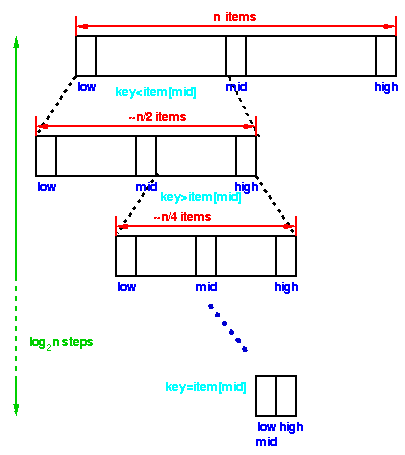 n items
low mid high
key<item[mid]
~n/2 items
low mid high
key>item[mid]
~n/4 items
low mid high
log2n steps
key=item[mid]
low high
mid